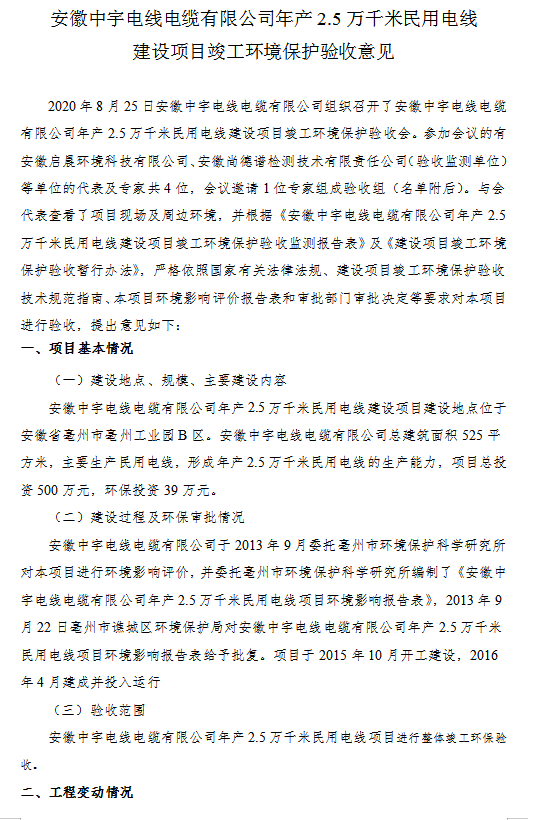 安徽中宇电线电缆有限公司年产 2.5 万千米民用电线
建设项目竣工环境保护验收意见
2020 年 8 月 25 日安徽中宇电线电缆有限公司组织召开了安徽中宇电线电缆
有限公司年产 2.5 万千米民用电线建设项目竣工环境保护验收会。参加会议的有
安徽启晨环境科技有限公司、安徽尚德谱检测技术有限责任公司（验收监测单位）
等单位的代表及专家共 4 位，会议邀请 1 位专家组成验收组（名单附后）。与会
代表查看了项目现场及周边环境，并根据《安徽中宇电线电缆有限公司年产 2.5
万千米民用电线建设项目竣工环境保护验收监测报告表》及《建设项目竣工环境
保护验收暂行办法》，严格依照国家有关法律法规、建设项目竣工环境保护验收
技术规范指南、本项目环境影响评价报告表和审批部门审批决定等要求对本项目
进行验收，提出意见如下：
一、项目基本情况
（一）建设地点、规模、主要建设内容
安徽中宇电线电缆有限公司年产 2.5 万千米民用电线建设项目建设地点位于
安徽省亳州市亳州工业园 B 区。安徽中宇电线电缆有限公司总建筑面积 525 平
方米，主要生产民用电线，形成年产 2.5 万千米民用电线的生产能力，项目总投
资 500 万元，环保投资 39 万元。
（二）建设过程及环保审批情况
安徽中宇电线电缆有限公司于 2013 年 9 月委托亳州市环境保护科学研究所
对本项目进行环境影响评价，并委托亳州市环境保护科学研究所编制了《安徽中
宇电线电缆有限公司年产 2.5 万千米民用电线项目环境影响报告表》，2013 年 9
月 22 日亳州市谯城区环境保护局对安徽中宇电线电缆有限公司年产 2.5 万千米
民用电线项目环境影响报告表给予批复。项目于 2015 年 10 月开工建设，2016
年 4 月建成并投入运行
（三）验收范围
安徽中宇电线电缆有限公司年产 2.5 万千米民用电线项目进行整体竣工环保验
收。
二、工程变动情况